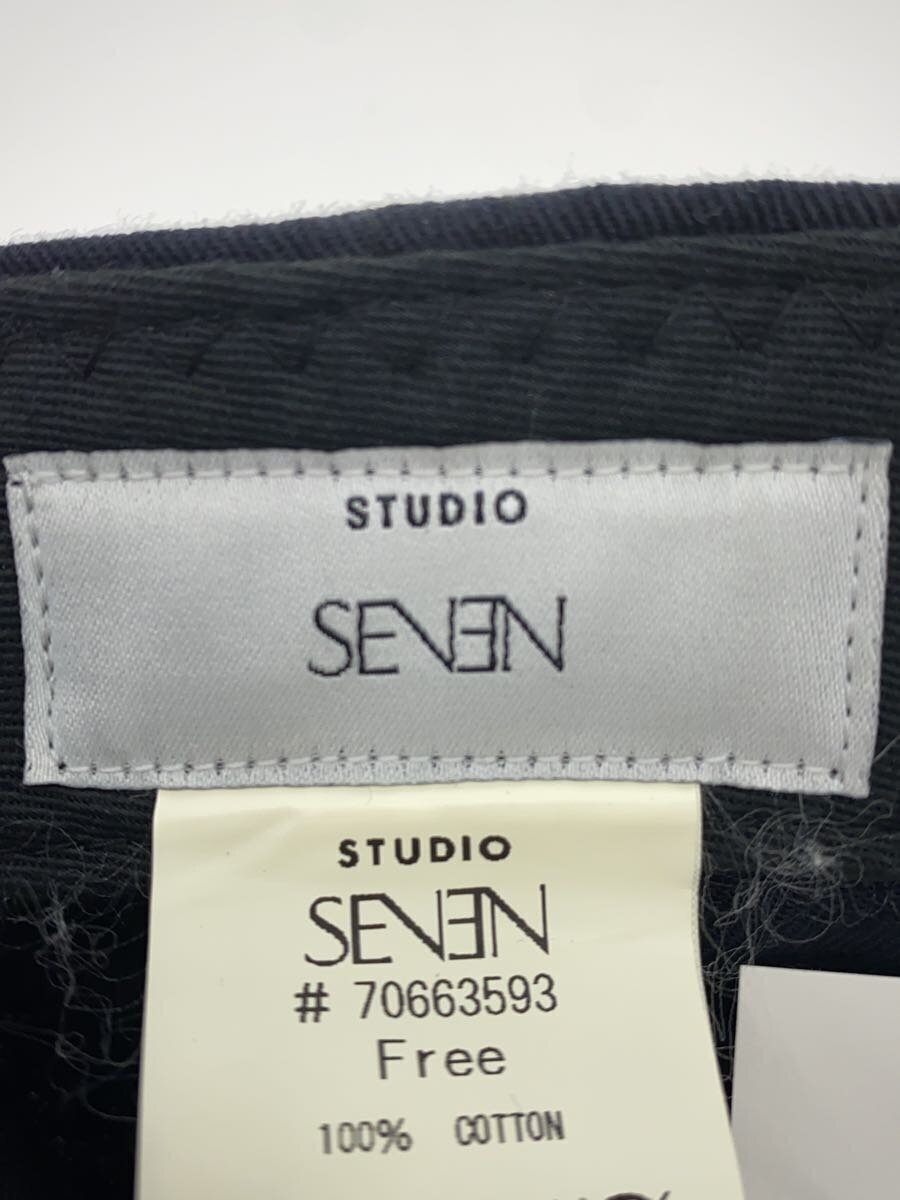 STUDIO
SEVEN
STUDIO
SEVEN
# 70663593
Free
100% COTTON